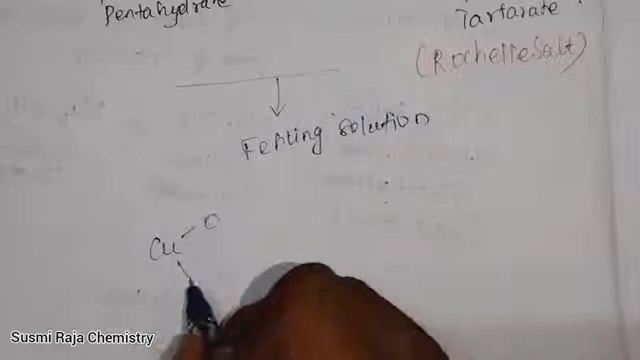 Pentahydrate
Tartarate
(Rochelle Salt)
Fehling solution
Cu - O
Susmi Raja Chemistry